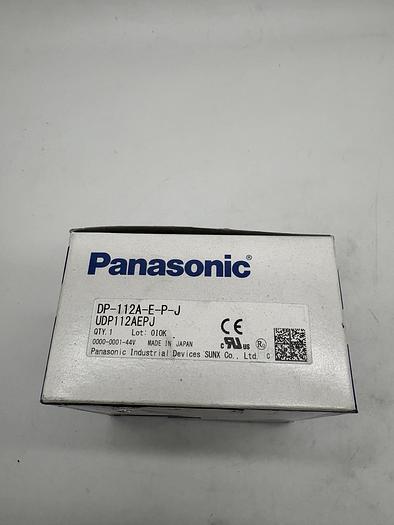 Panasonic
DP-112A-E-P-J
UDP112AEPJ
QTY.1 Lot: 010K
0000-0001-44V MADE IN JAPAN
Panasonic Industrial Devices SUNX Co., Ltd. C
CE
c US